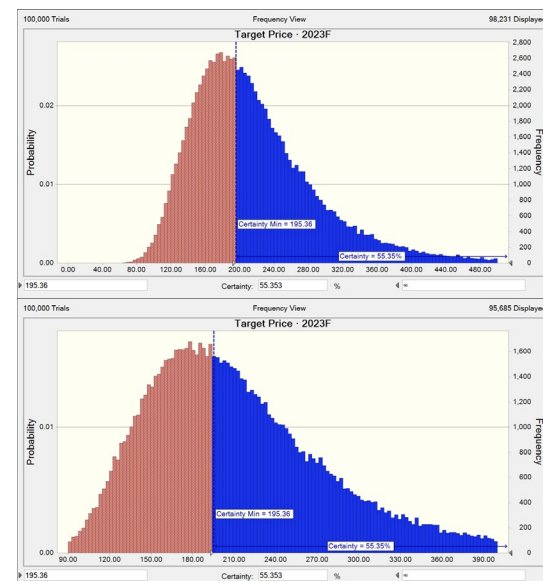 100,000 Trials Frequency View 98,231 Displaye
Target Price · 2023F
2,800
2,600
2,400
2,200
0.02 2,000
1,800
1,600
Probability Frequency
1,400
1,200
0.01 1,000
800
600
Certainty Min = 195.36
400
Certainty = 55.35% 200
0.00 0
0.00 40.00 80.00 120.00 160.00 200.00 240.00 280.00 320.00 360.00 400.00 440.00 480.00
195.36 Certainty: 55.353 % ∞
100,000 Trials Frequency View 95,685 Displaye
Target Price · 2023F
1,600
1,400
1,200
0.01 1,000
Probability Frequency
800
600
400
Certainty Min = 195.36
200
Certainty = 55.35%
0.00 0
90.00 120.00 150.00 180.00 210.00 240.00 270.00 300.00 330.00 360.00 390.00
195.36 Certainty: 55.353 % ∞